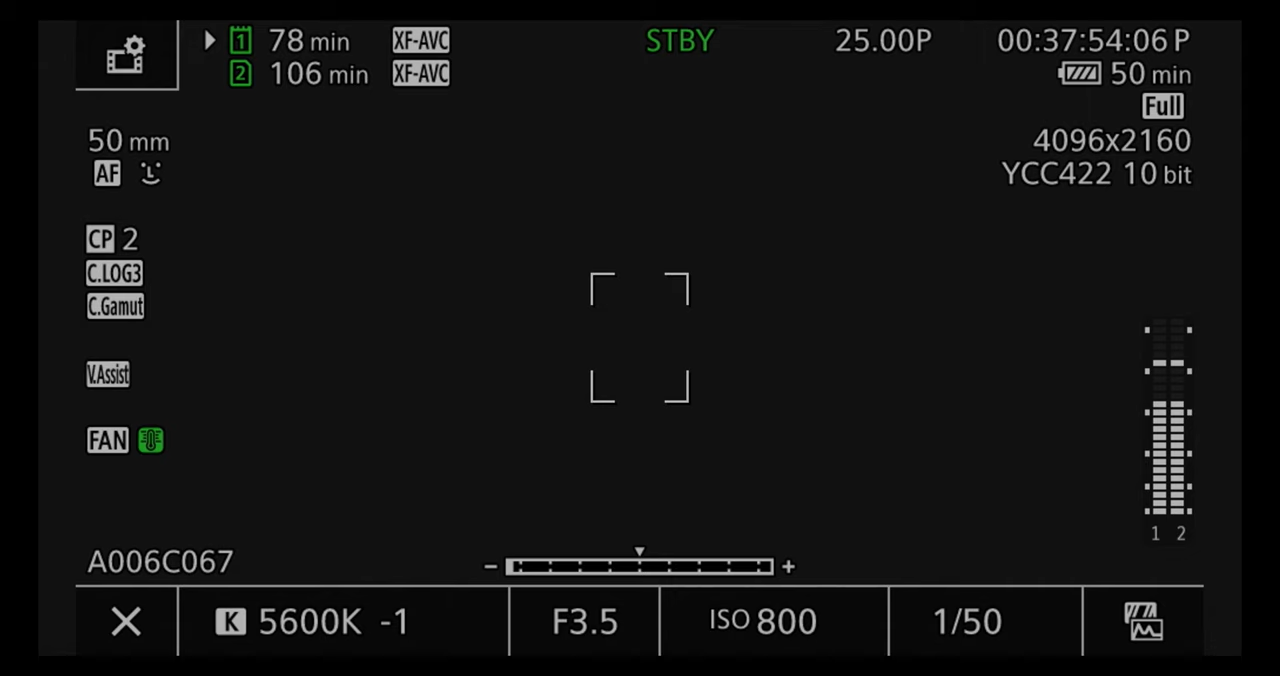 1 78 min XF-AVC STBY 25.00P 00:37:54:06 P
2 106 min XF-AVC 50 min
Full
50 mm 4096x2160
AF L YCC422 10 bit
CP 2
C.LOG3
C.Gamut
V.Assist
FAN
1 2
A006C067 - +
K 5600K -1 F3.5 ISO 800 1/50